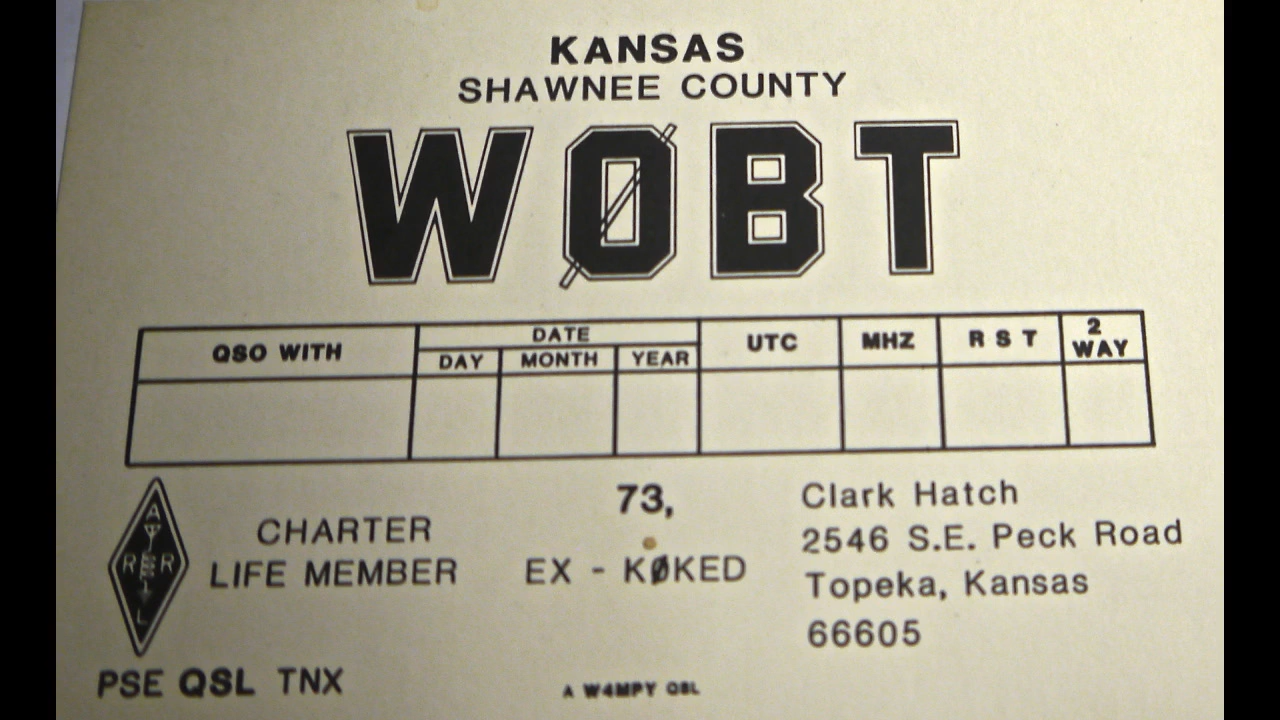 KANSAS
SHAWNEE COUNTY
WØBT
QSO WITH
DATE
DAY MONTH YEAR
UTC
MHZ
R S T
2
WAY
ARRL
CHARTER
LIFE MEMBER
73,
EX - KØKED
Clark Hatch
2546 S.E. Peck Road
Topeka, Kansas
66605
PSE QSL TNX
A W4MPY QSL